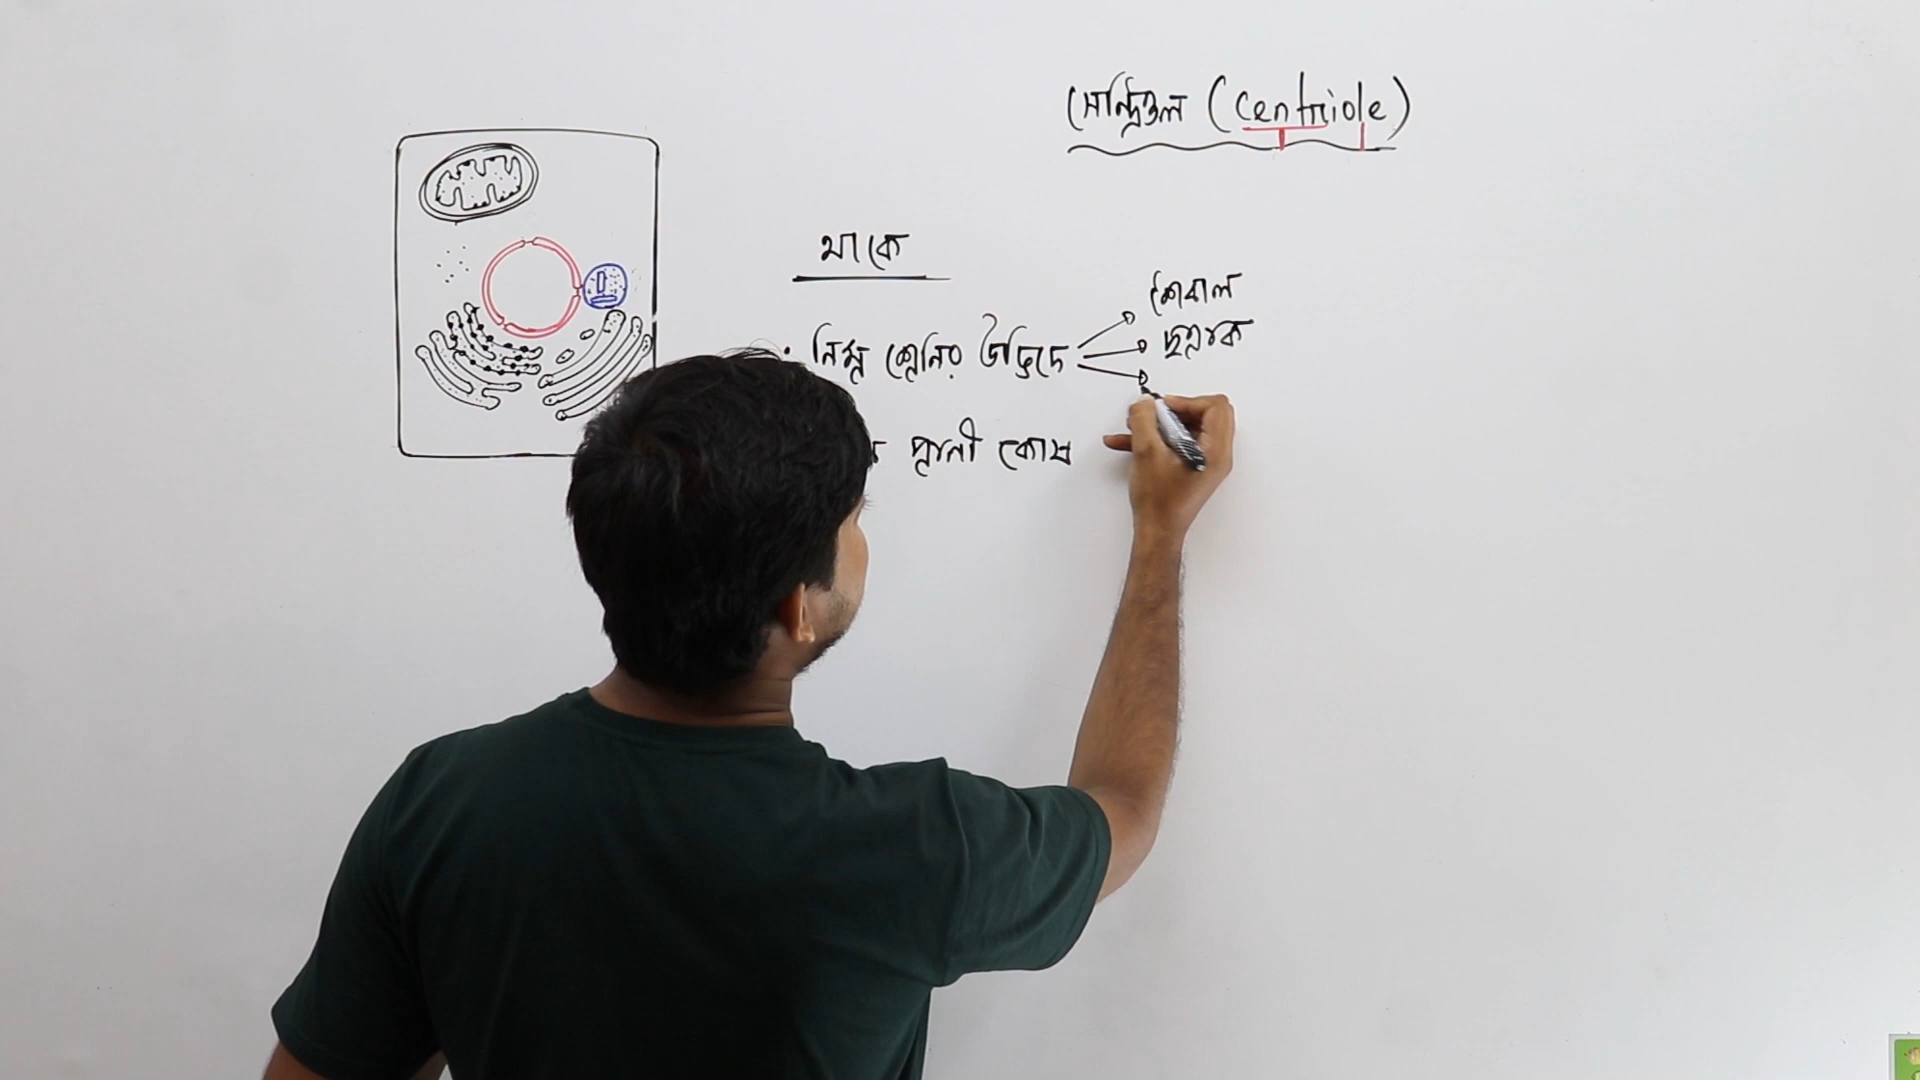 সেন্ট্রিওল (Centriole)
থাকে
• নিম্ন শ্রেনির উদ্ভিদে
শৈবাল
ছত্রাক
প্রানী কোষ